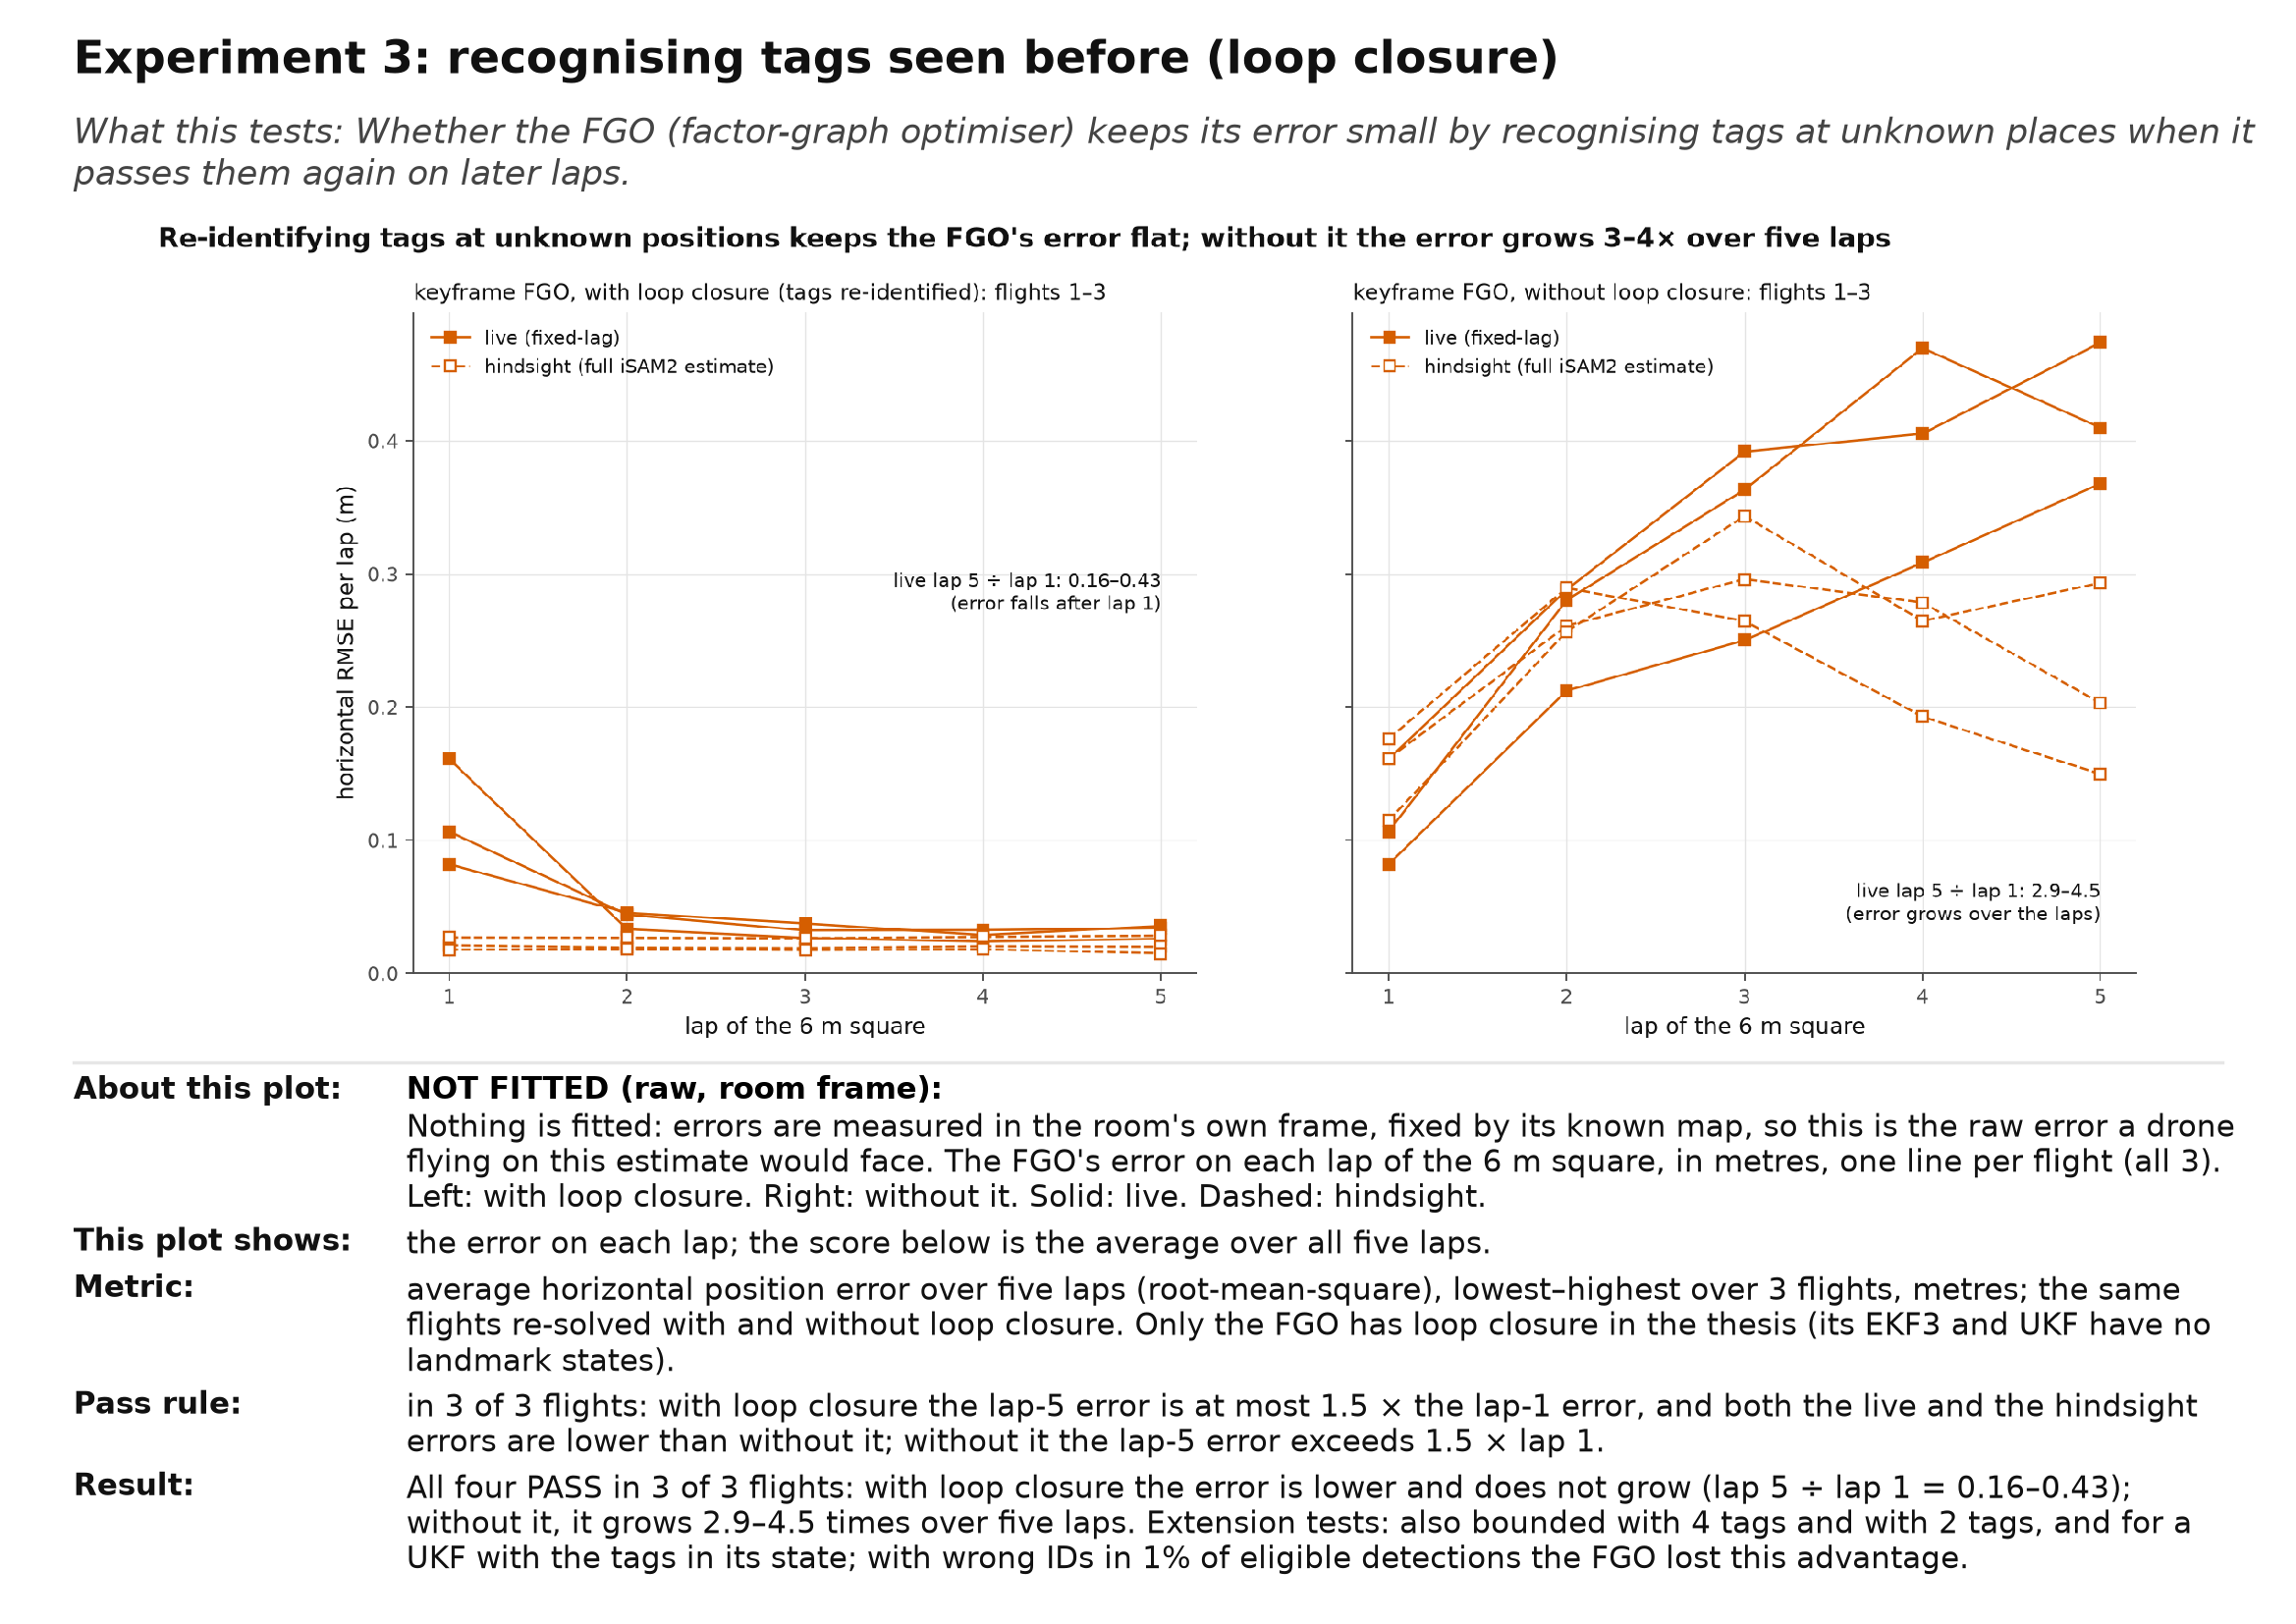 Experiment 3: recognising tags seen before (loop closure)
What this tests: Whether the FGO (factor-graph optimiser) keeps its error small by recognising tags at unknown places when it
passes them again on later laps.
Re-identifying tags at unknown positions keeps the FGO's error flat; without it the error grows 3–4× over five laps
keyframe FGO, with loop closure (tags re-identified): flights 1–3
live (fixed-lag)
hindsight (full iSAM2 estimate)
0.4
0.3
0.2
0.1
0.0
horizontal RMSE per lap (m)
live lap 5 ÷ lap 1: 0.16–0.43
(error falls after lap 1)
1 2 3 4 5
lap of the 6 m square
keyframe FGO, without loop closure: flights 1–3
live (fixed-lag)
hindsight (full iSAM2 estimate)
live lap 5 ÷ lap 1: 2.9–4.5
(error grows over the laps)
1 2 3 4 5
lap of the 6 m square
About this plot: NOT FITTED (raw, room frame):
Nothing is fitted: errors are measured in the room's own frame, fixed by its known map, so this is the raw error a drone
flying on this estimate would face. The FGO's error on each lap of the 6 m square, in metres, one line per flight (all 3).
Left: with loop closure. Right: without it. Solid: live. Dashed: hindsight.
This plot shows: the error on each lap; the score below is the average over all five laps.
Metric: average horizontal position error over five laps (root-mean-square), lowest–highest over 3 flights, metres; the same
flights re-solved with and without loop closure. Only the FGO has loop closure in the thesis (its EKF3 and UKF have no
landmark states).
Pass rule: in 3 of 3 flights: with loop closure the lap-5 error is at most 1.5 × the lap-1 error, and both the live and the hindsight
errors are lower than without it; without it the lap-5 error exceeds 1.5 × lap 1.
Result: All four PASS in 3 of 3 flights: with loop closure the error is lower and does not grow (lap 5 ÷ lap 1 = 0.16–0.43);
without it, it grows 2.9–4.5 times over five laps. Extension tests: also bounded with 4 tags and with 2 tags, and for a
UKF with the tags in its state; with wrong IDs in 1% of eligible detections the FGO lost this advantage.